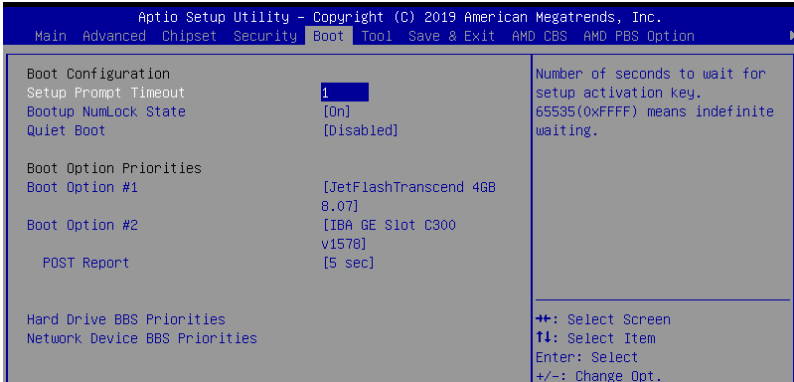 Aptio Setup Utility – Copyright (C) 2019 American Megatrends, Inc.
Main Advanced Chipset Security Boot Tool Save & Exit AMD CBS AMD PBS Option
Boot Configuration
Setup Prompt Timeout 1
Bootup NumLock State [On]
Quiet Boot [Disabled]
Boot Option Priorities
Boot Option #1 [JetFlashTranscend 4GB
8.07]
Boot Option #2 [IBA GE Slot C300
v1578]
POST Report [5 sec]
Hard Drive BBS Priorities
Network Device BBS Priorities
Number of seconds to wait for
setup activation key.
65535(0xFFFF) means indefinite
waiting.
→←: Select Screen
↑↓: Select Item
Enter: Select
+/-: Change Opt.